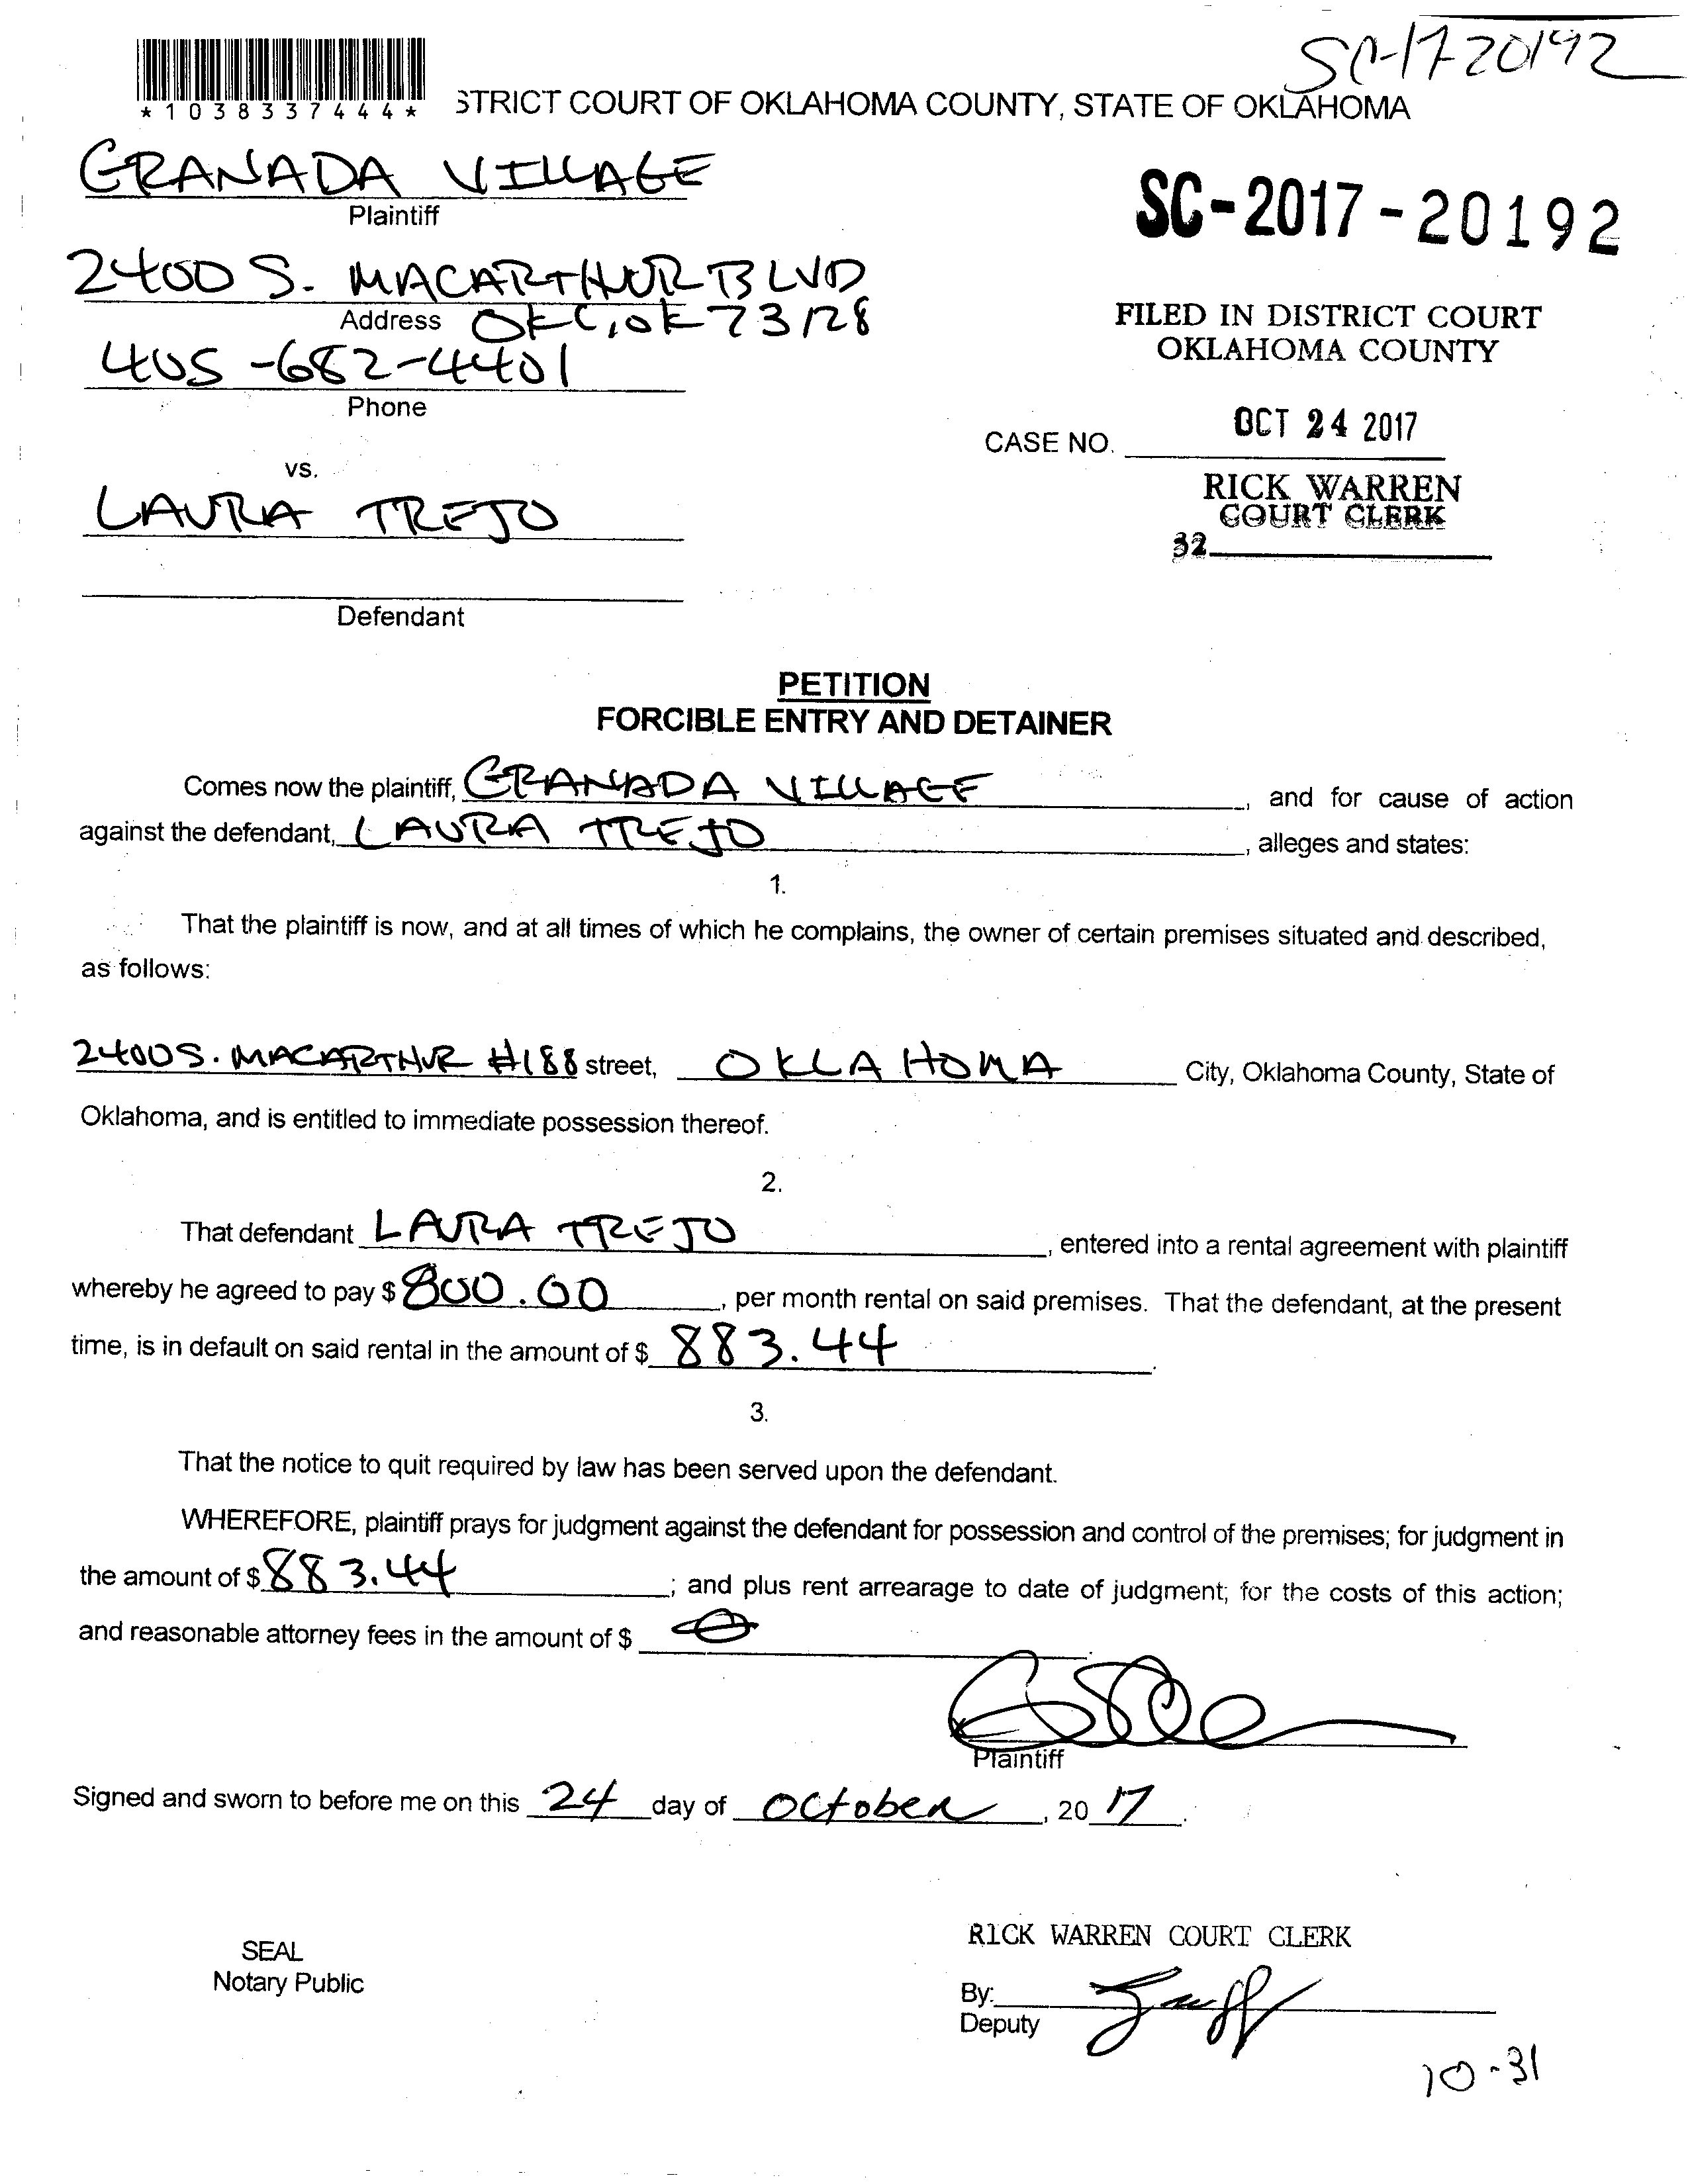 SC-17-20192
*1038337444*
STRICT COURT OF OKLAHOMA COUNTY, STATE OF OKLAHOMA
GRANADA VILLAGE
Plaintiff
SC-2017-20192
2400 S. MACARTHUR BLVD
Address OKC, OK 73128
FILED IN DISTRICT COURT
OKLAHOMA COUNTY
405-682-4401
Phone
OCT 24 2017
CASE NO.
vs.
RICK WARREN
COURT CLERK
32
LAURA TREJO
Defendant
PETITION
FORCIBLE ENTRY AND DETAINER
Comes now the plaintiff, GRANADA VILLAGE, and for cause of action
against the defendant, LAURA TREJO, alleges and states:
1.
That the plaintiff is now, and at all times of which he complains, the owner of certain premises situated and described,
as follows:
2400 S. MACARTHUR #188 street, OKLAHOMA City, Oklahoma County, State of
Oklahoma, and is entitled to immediate possession thereof.
2.
That defendant LAURA TREJO, entered into a rental agreement with plaintiff
whereby he agreed to pay $ 800.00, per month rental on said premises. That the defendant, at the present
time, is in default on said rental in the amount of $ 883.44.
3.
That the notice to quit required by law has been served upon the defendant.
WHEREFORE, plaintiff prays for judgment against the defendant for possession and control of the premises; for judgment in
the amount of $ 883.44; and plus rent arrearage to date of judgment; for the costs of this action;
and reasonable attorney fees in the amount of $ .
Plaintiff
Signed and sworn to before me on this 24 day of October, 20 17.
RICK WARREN COURT CLERK
SEAL
Notary Public
By:
Deputy
10-31